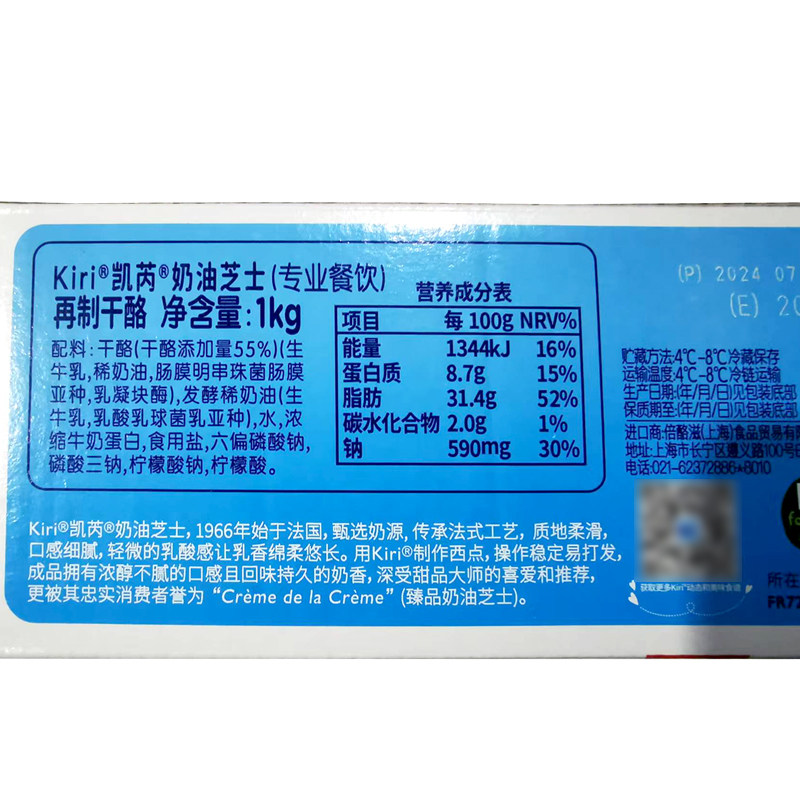 Kiri®凯芮®奶油芝士(专业餐饮)
再制干酪 净含量:1kg
配料:干酪(干酪添加量55%)(生
牛乳,稀奶油,肠膜明串珠菌肠膜
亚种,乳凝块酶),发酵稀奶油(生
牛乳,乳酸乳球菌乳亚种),水,浓
缩牛奶蛋白,食用盐,六偏磷酸钠,
磷酸三钠,柠檬酸钠,柠檬酸。
营养成分表
项目 每 100g NRV%
能量 1344kJ 16%
蛋白质 8.7g 15%
脂肪 31.4g 52%
碳水化合物 2.0g 1%
钠 590mg 30%
Kiri®凯芮®奶油芝士,1966年始于法国,甄选奶源,传承法式工艺,质地柔滑,
口感细腻,轻微的乳酸感让乳香绵柔悠长。用Kiri®制作西点,操作稳定易打发,
成品拥有浓醇不腻的口感且回味持久的奶香,深受甜品大师的喜爱和推荐,
更被其忠实消费者誉为“Crème de la Crème”(臻品奶油芝士)。
(P) 2024 07
(E) 20
贮藏方法:4℃-8℃冷藏保存
运输温度:4℃-8℃冷链运输
生产日期:(年/月/日)见包装底部
保质期至:(年/月/日)见包装底部
进口商:倍酪滋(上海)食品贸易有
地址:上海市长宁区遵义路100号
电话:021-62372886*8010
获取更多Kiri®动态和美味食谱
所在
FR72